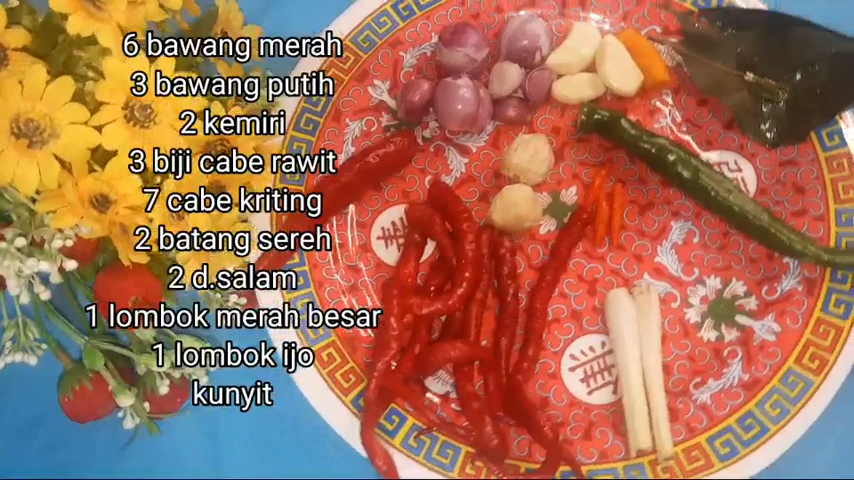 6 bawang merah
3 bawang putih
2 kemiri
3 biji cabe rawit
7 cabe kriting
2 batang sereh
2 d.salam
1 lombok merah besar
1 lombok ijo
kunyit